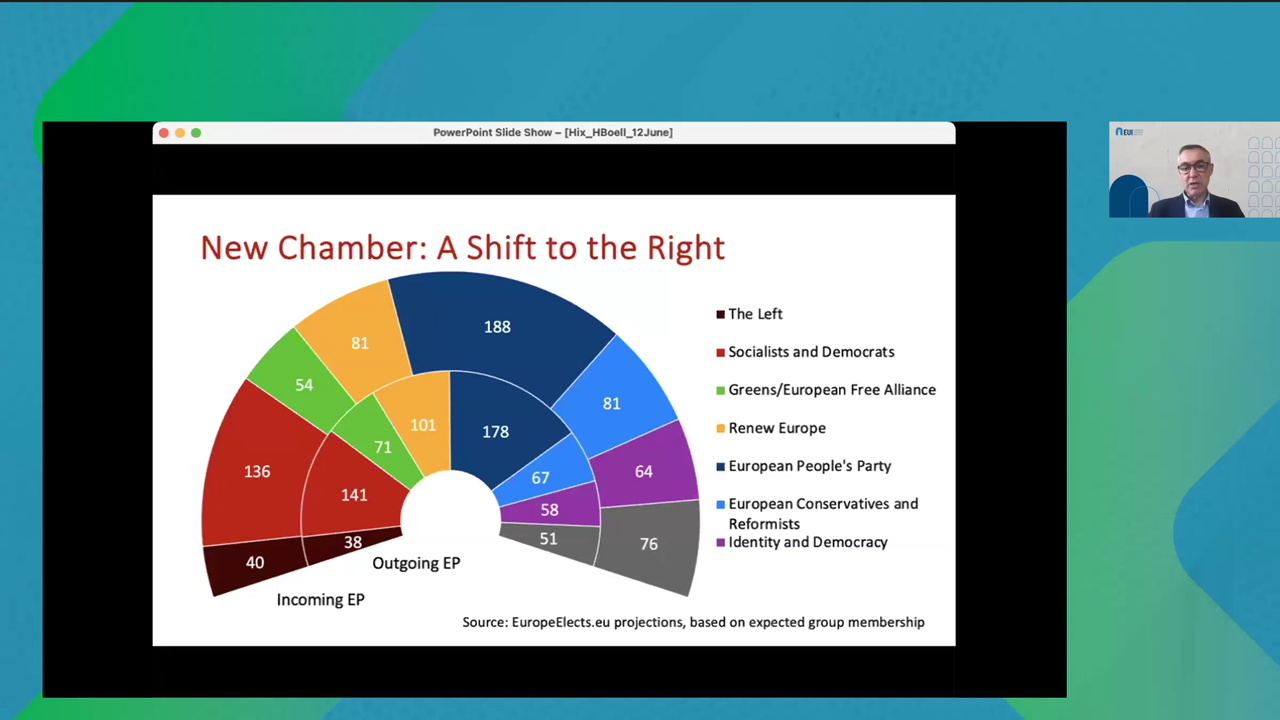 PowerPoint Slide Show – [Hix_HBoell_12June]
EUI
New Chamber: A Shift to the Right
188
81
81
54
178
101
71
136
64
67
141
58
51
76
38
40
Outgoing EP
Incoming EP
The Left
Socialists and Democrats
Greens/European Free Alliance
Renew Europe
European People's Party
European Conservatives and
Reformists
Identity and Democracy
Source: EuropeElects.eu projections, based on expected group membership